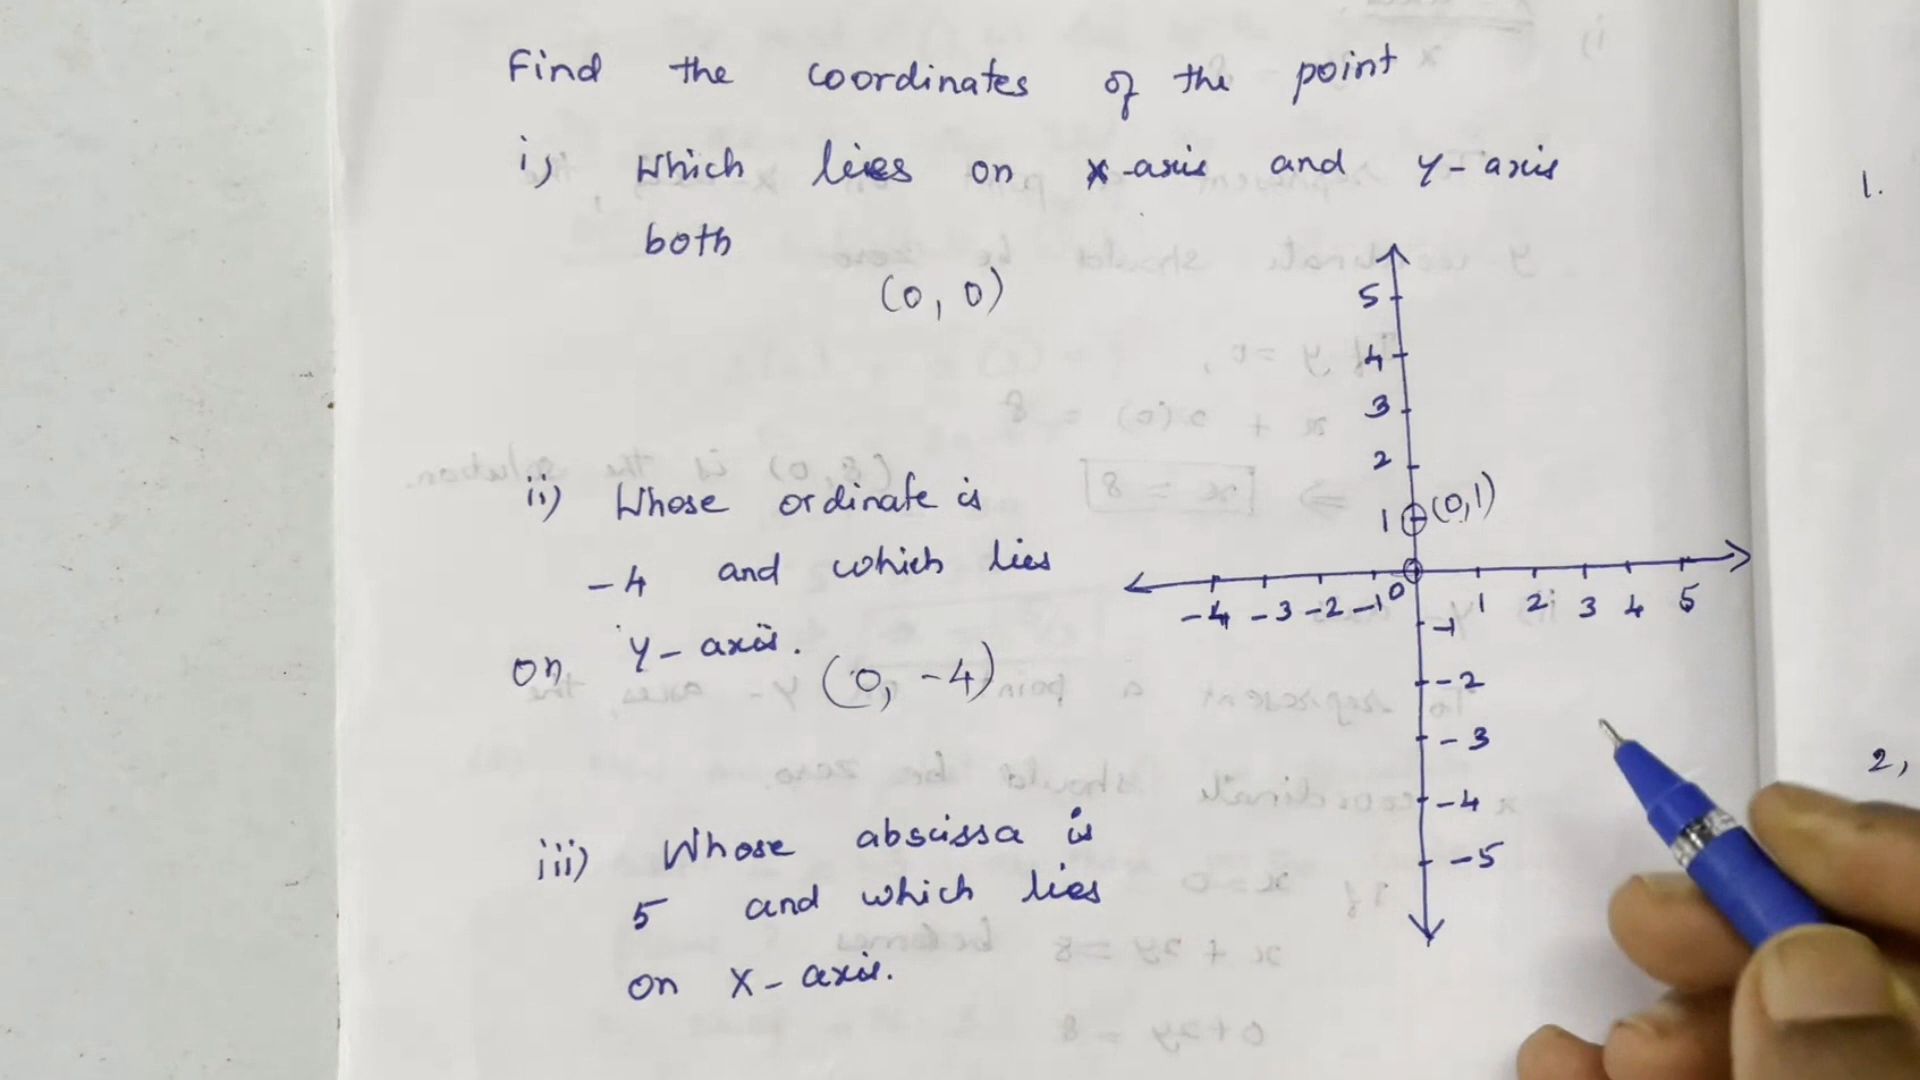 Find the coordinates of the point
i) Which lies on x-axis and y-axis
both
(0, 0)
ii) Whose ordinate is
-4 and which lies
on y-axis.
(0, -4)
iii) Whose abscissa is
5 and which lies
on x-axis.
5
4
3
2
1 (0,1)
-4 -3 -2 -1 0 1 2 3 4 5
-1
-2
-3
-4
-5
1.
2,